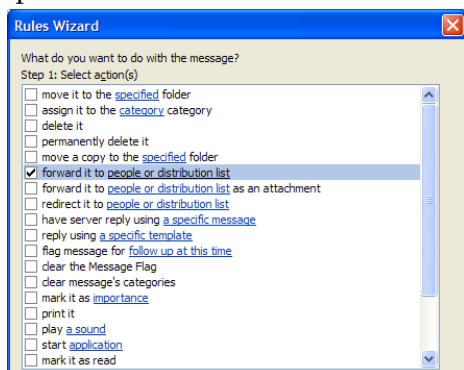 Rules Wizard
What do you want to do with the message?
Step 1: Select action(s)
move it to the specified folder
assign it to the category category
delete it
permanently delete it
move a copy to the specified folder
forward it to people or distribution list
forward it to people or distribution list as an attachment
redirect it to people or distribution list
have server reply using a specific message
reply using a specific template
flag message for follow up at this time
clear the Message Flag
clear message's categories
mark it as importance
print it
play a sound
start application
mark it as read